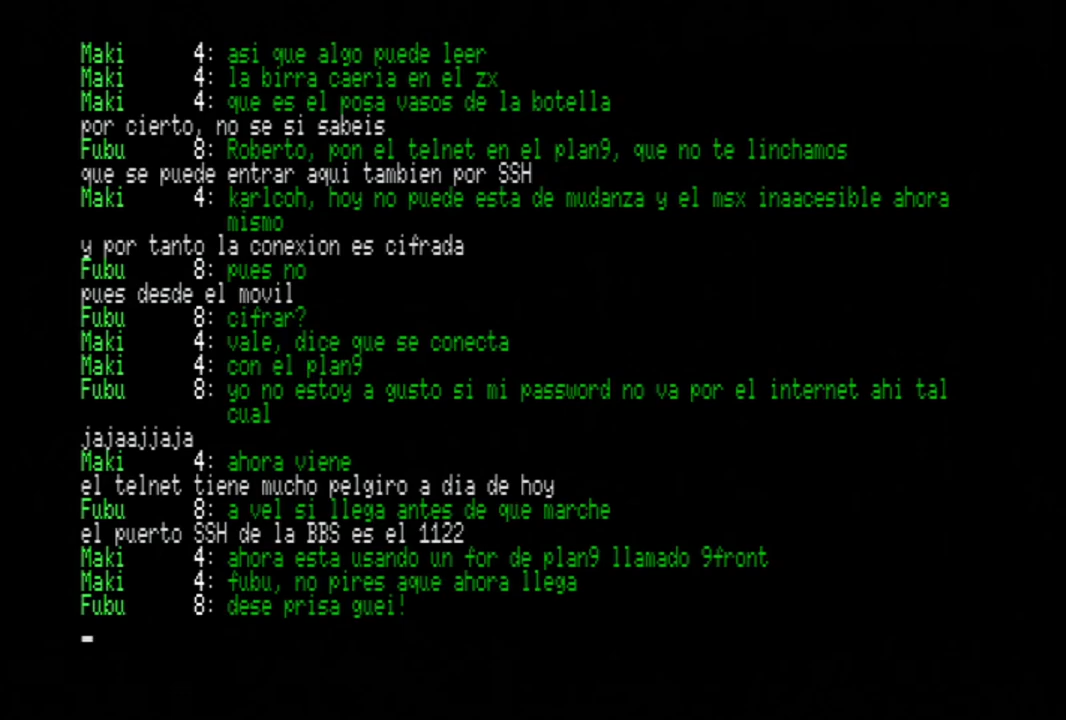 Maki 4: asi que algo puede leer
Maki 4: la birra caeria en el zx
Maki 4: que es el posa vasos de la botella
por cierto, no se si sabeis
Fubu 8: Roberto, pon el telnet en el plan9, que no te linchamos
que se puede entrar aqui tambien por SSH
Maki 4: karlcoh, hoy no puede esta de mudanza y el msx inaacesible ahora
mismo
y por tanto la conexion es cifrada
Fubu 8: pues no
pues desde el movil
Fubu 8: cifrar?
Maki 4: vale, dice que se conecta
Maki 4: con el plan9
Fubu 8: yo no estoy a gusto si mi password no va por el internet ahi tal
cual
jajaajjaja
Maki 4: ahora viene
el telnet tiene mucho pelgiro a dia de hoy
Fubu 8: a vel si llega antes de que marche
el puerto SSH de la BBS es el 1122
Maki 4: ahora esta usando un for de plan9 llamado 9front
Maki 4: fubu, no pires aque ahora llega
Fubu 8: dese prisa guei!